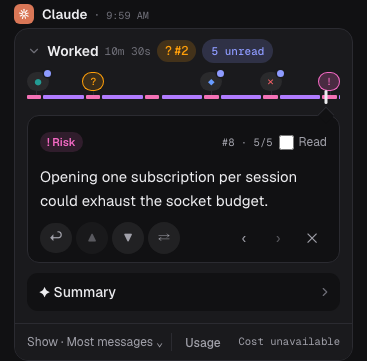 Claude · 9:59 AM
Worked 10m 30s ? #2 5 unread
? ×  !
! Risk #8 · 5/5 Read
Opening one subscription per session
could exhaust the socket budget.
Summary
Show · Most messages Usage Cost unavailable